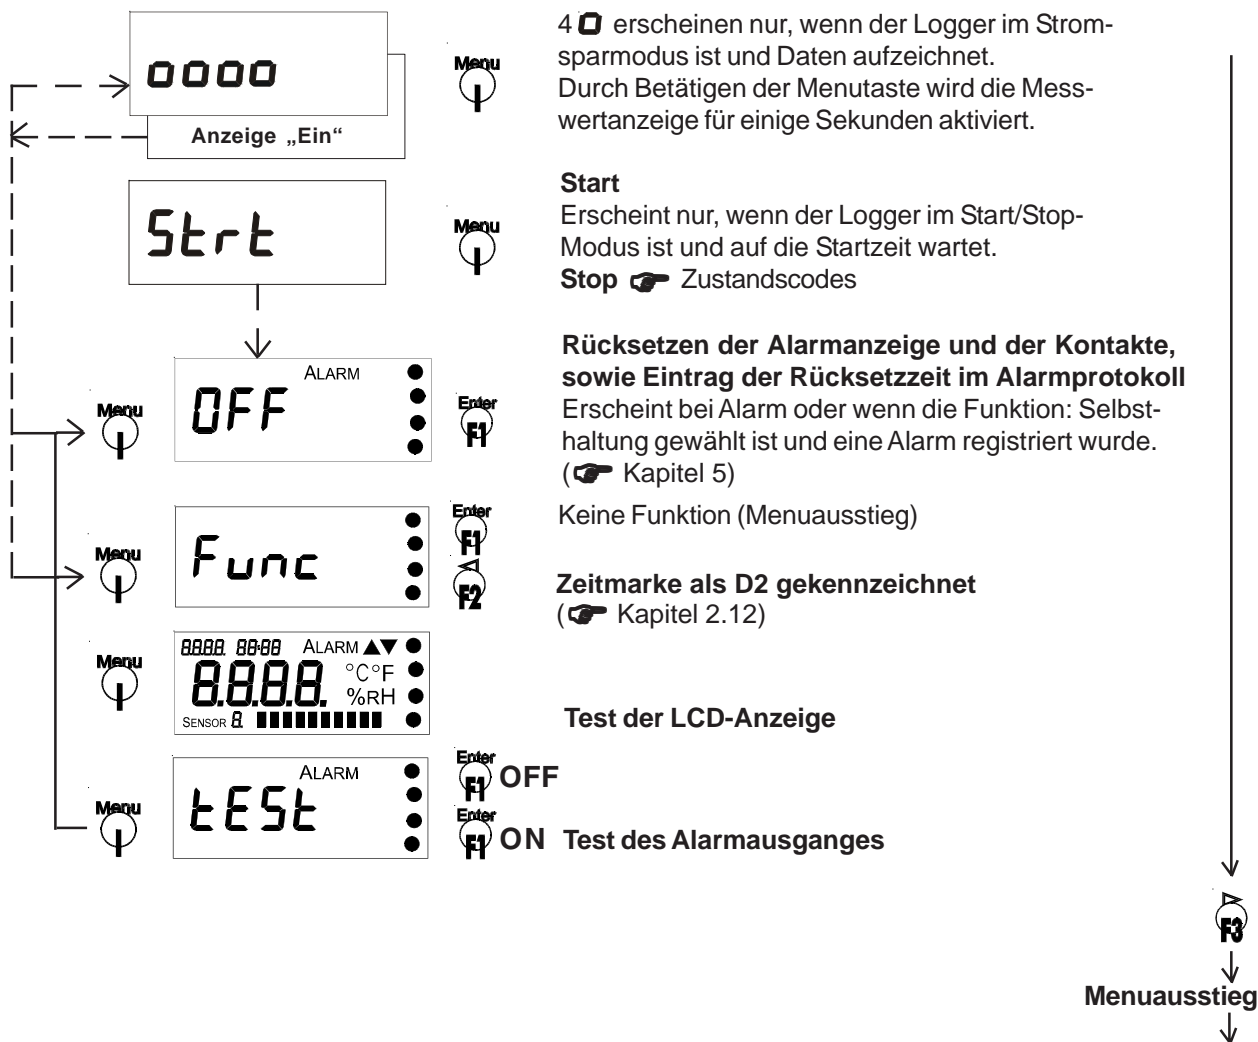 4 o erscheinen nur, wenn der Logger im Strom-
sparmodus ist und Daten aufzeichnet.
Durch Betätigen der Menutaste wird die Mess-
wertanzeige für einige Sekunden aktiviert.
oooo
Menu
Anzeige „Ein“
Start
Erscheint nur, wenn der Logger im Start/Stop-
Modus ist und auf die Startzeit wartet.
Stop ☞ Zustandscodes
Strt
Menu
Rücksetzen der Alarmanzeige und der Kontakte,
sowie Eintrag der Rücksetzzeit im Alarmprotokoll
Erscheint bei Alarm oder wenn die Funktion: Selbst-
haltung gewählt ist und eine Alarm registriert wurde.
(☞ Kapitel 5)
Menu
ALARM
OFF
Enter
F1
Keine Funktion (Menuausstieg)
Menu
Func
Enter
F1
F2
Zeitmarke als D2 gekennzeichnet
(☞ Kapitel 2.12)
Menu
8.8.8.8. 88:88 ALARM ▲▼
8.8.8.8. °C°F
%RH
SENSOR 8.
Test der LCD-Anzeige
Menu
ALARM
tESt
Enter
F1 OFF
Enter
F1 ON Test des Alarmausganges
F3
Menuausstieg